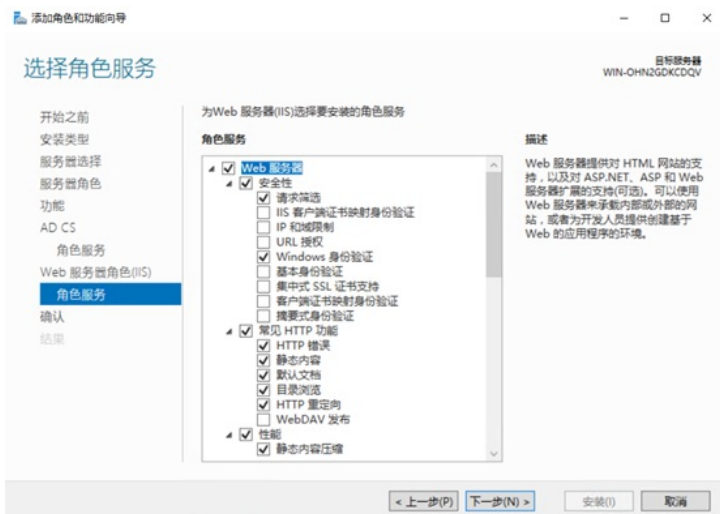 添加角色和功能向导
选择角色服务
目标服务器
WIN-OHN2GDKCDQV
开始之前
安装类型
服务器选择
服务器角色
功能
AD CS
角色服务
Web 服务器角色(IIS)
角色服务
确认
结果
为Web 服务器(IIS)选择要安装的角色服务
角色服务
Web 服务器
安全性
请求筛选
IIS 客户端证书映射身份验证
IP 和域限制
URL 授权
Windows 身份验证
基本身份验证
集中式 SSL 证书支持
客户端证书映射身份验证
摘要式身份验证
常见 HTTP 功能
HTTP 错误
静态内容
默认文档
目录浏览
HTTP 重定向
WebDAV 发布
性能
静态内容压缩
描述
Web 服务器提供对 HTML 网站的支
持，以及对 ASP.NET、ASP 和 Web
服务器扩展的支持(可选)。可以使用
Web 服务器来承载内部或外部的网
站，或者为开发人员提供创建基于
Web 的应用程序的环境。
< 上一步(P)
下一步(N) >
安装(I)
取消